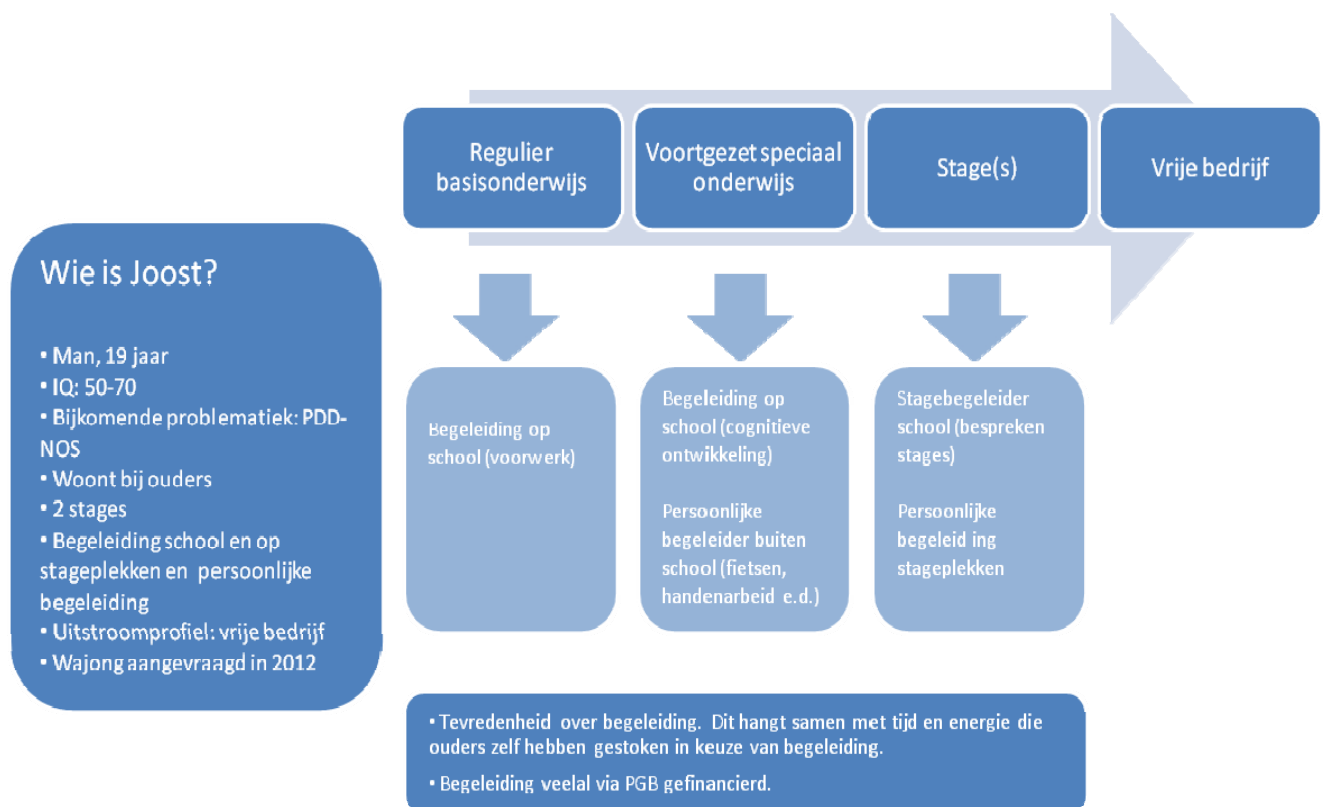 Regulier
basisonderwijs
Voortgezet speciaal
onderwijs
Stage(s)
Vrije bedrijf
Wie is Joost?
• Man, 19 jaar
• IQ: 50-70
• Bijkomende problematiek: PDD-
NOS
• Woont bij ouders
• 2 stages
• Begeleiding school en op
stageplekken en persoonlijke
begeleiding
• Uitstroomprofiel: vrije bedrijf
• Wajong aangevraagd in 2012
Begeleiding op
school (voorwerk)
Begeleiding op
school (cognitieve
ontwikkeling)
Persoonlijke
begeleider buiten
school (fietsen,
handenarbeid e.d.)
Stagebegeleider
school (bespreken
stages)
Persoonlijke
begeleid ing
stageplekken
• Tevredenheid over begeleiding. Dit hangt samen met tijd en energie die
ouders zelf hebben gestoken in keuze van begeleiding.
• Begeleiding veelal via PGB gefinancierd.